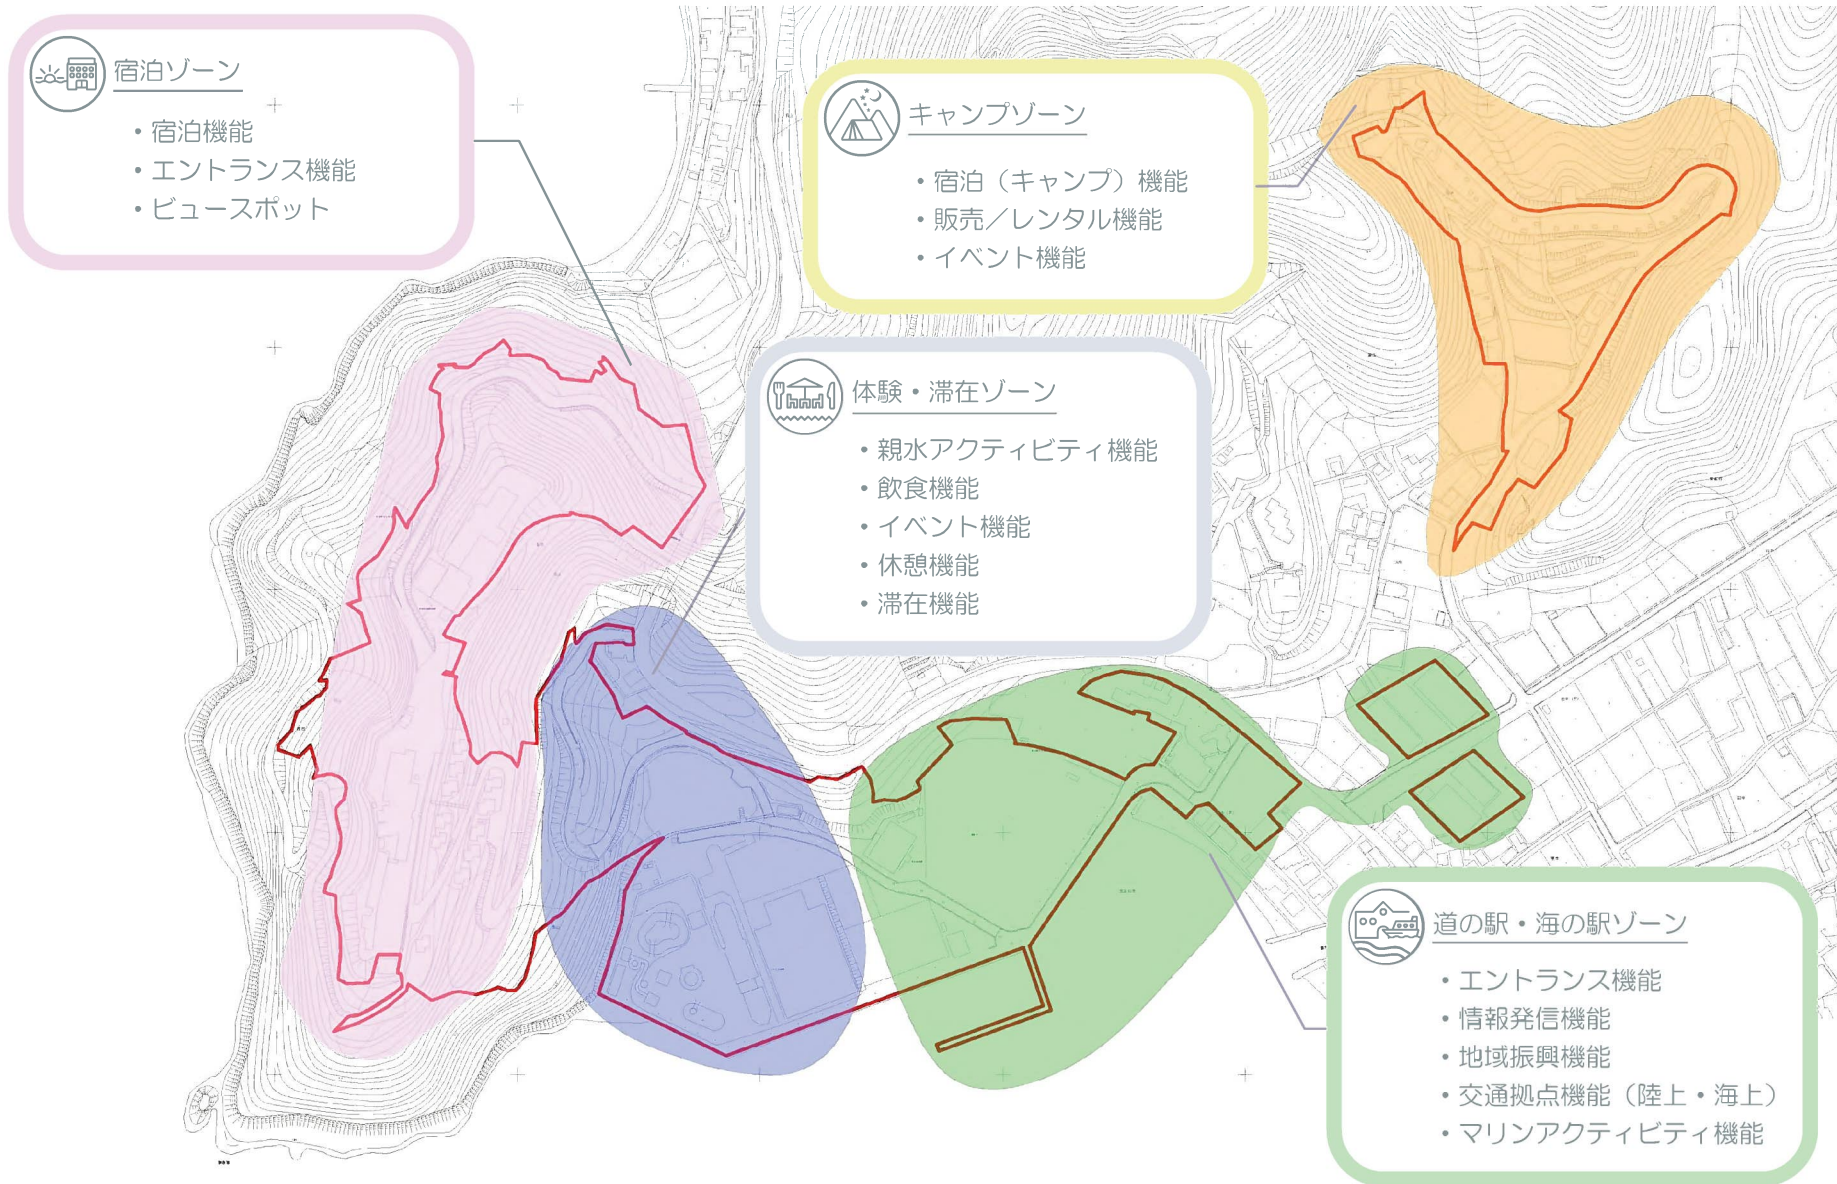 宿泊ゾーン
・宿泊機能
・エントランス機能
・ビュースポット
キャンプゾーン
・宿泊（キャンプ）機能
・販売／レンタル機能
・イベント機能
体験・滞在ゾーン
・親水アクティビティ機能
・飲食機能
・イベント機能
・休憩機能
・滞在機能
道の駅・海の駅ゾーン
・エントランス機能
・情報発信機能
・地域振興機能
・交通拠点機能（陸上・海上）
・マリンアクティビティ機能